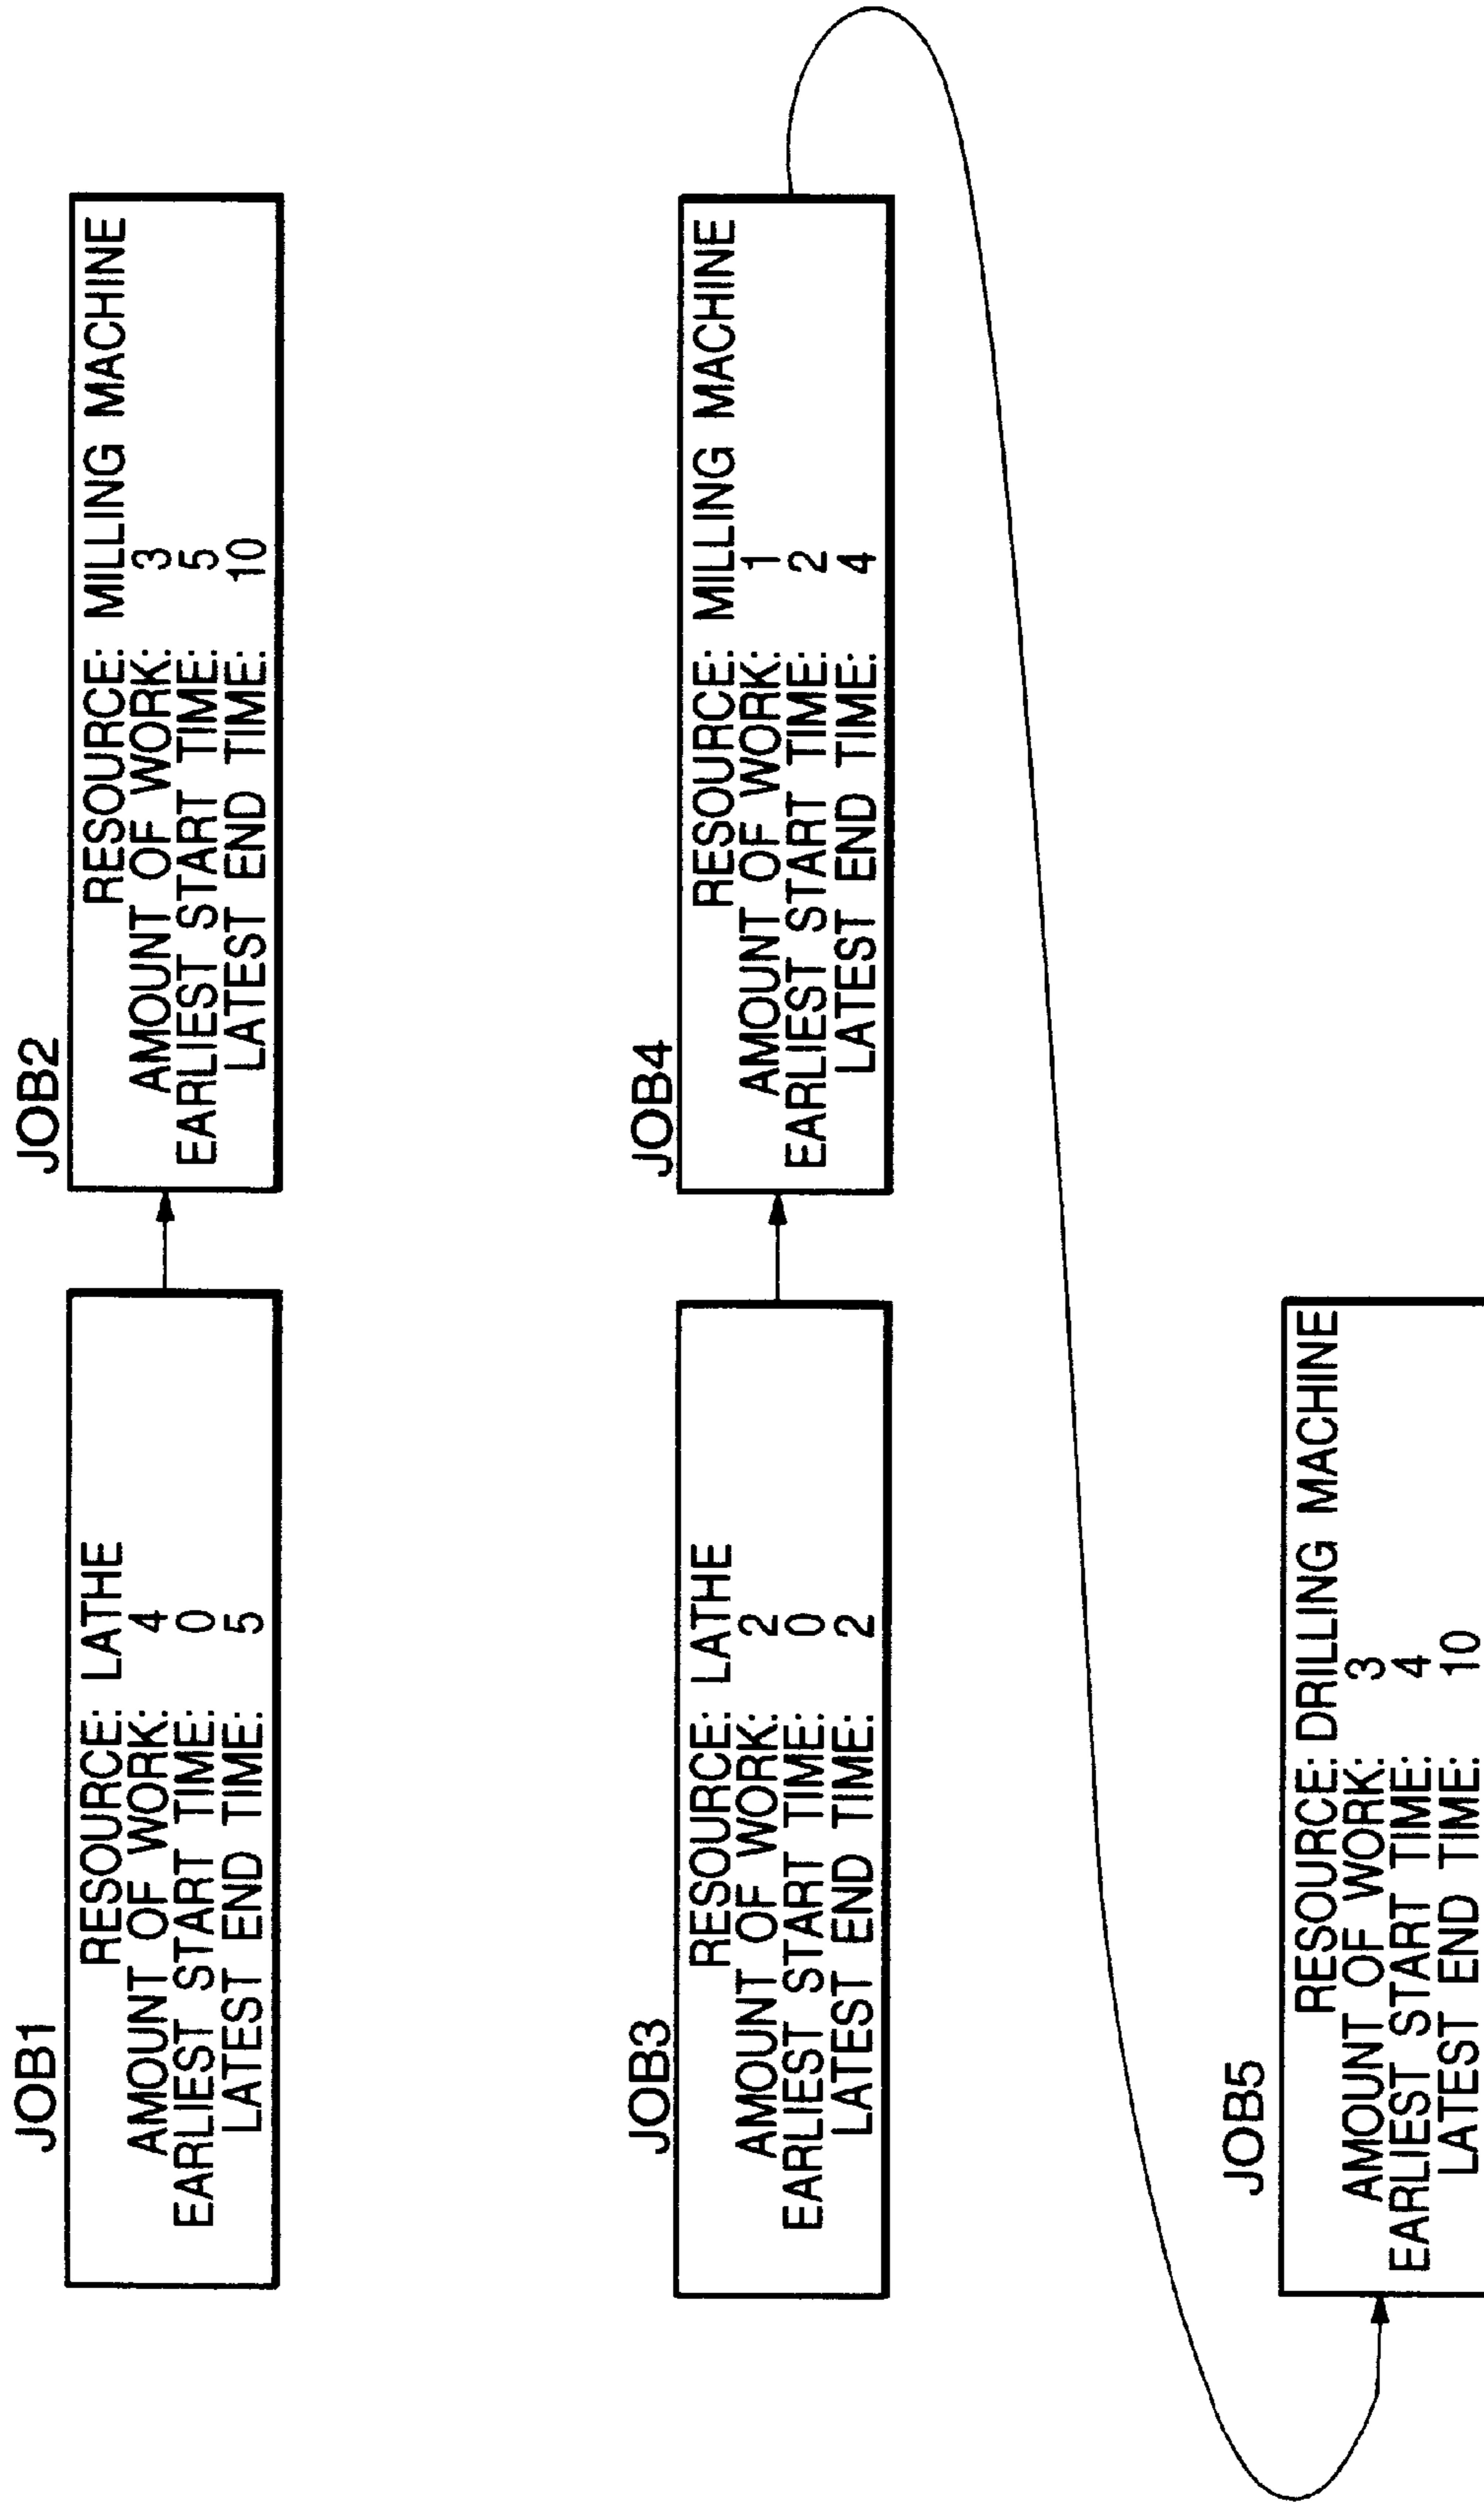 JOB1
RESOURCE: LATHE
AMOUNT OF WORK: 4
EARLIEST START TIME: 0
LATEST END TIME: 5
JOB2
RESOURCE: MILLING MACHINE
AMOUNT OF WORK: 3
EARLIEST START TIME: 5
LATEST END TIME: 10
JOB3
RESOURCE: LATHE
AMOUNT OF WORK: 2
EARLIEST START TIME: 0
LATEST END TIME: 2
JOB4
RESOURCE: MILLING MACHINE
AMOUNT OF WORK: 1
EARLIEST START TIME: 2
LATEST END TIME: 4
JOB5
RESOURCE: DRILLING MACHINE
AMOUNT OF WORK: 3
EARLIEST START TIME: 4
LATEST END TIME: 10